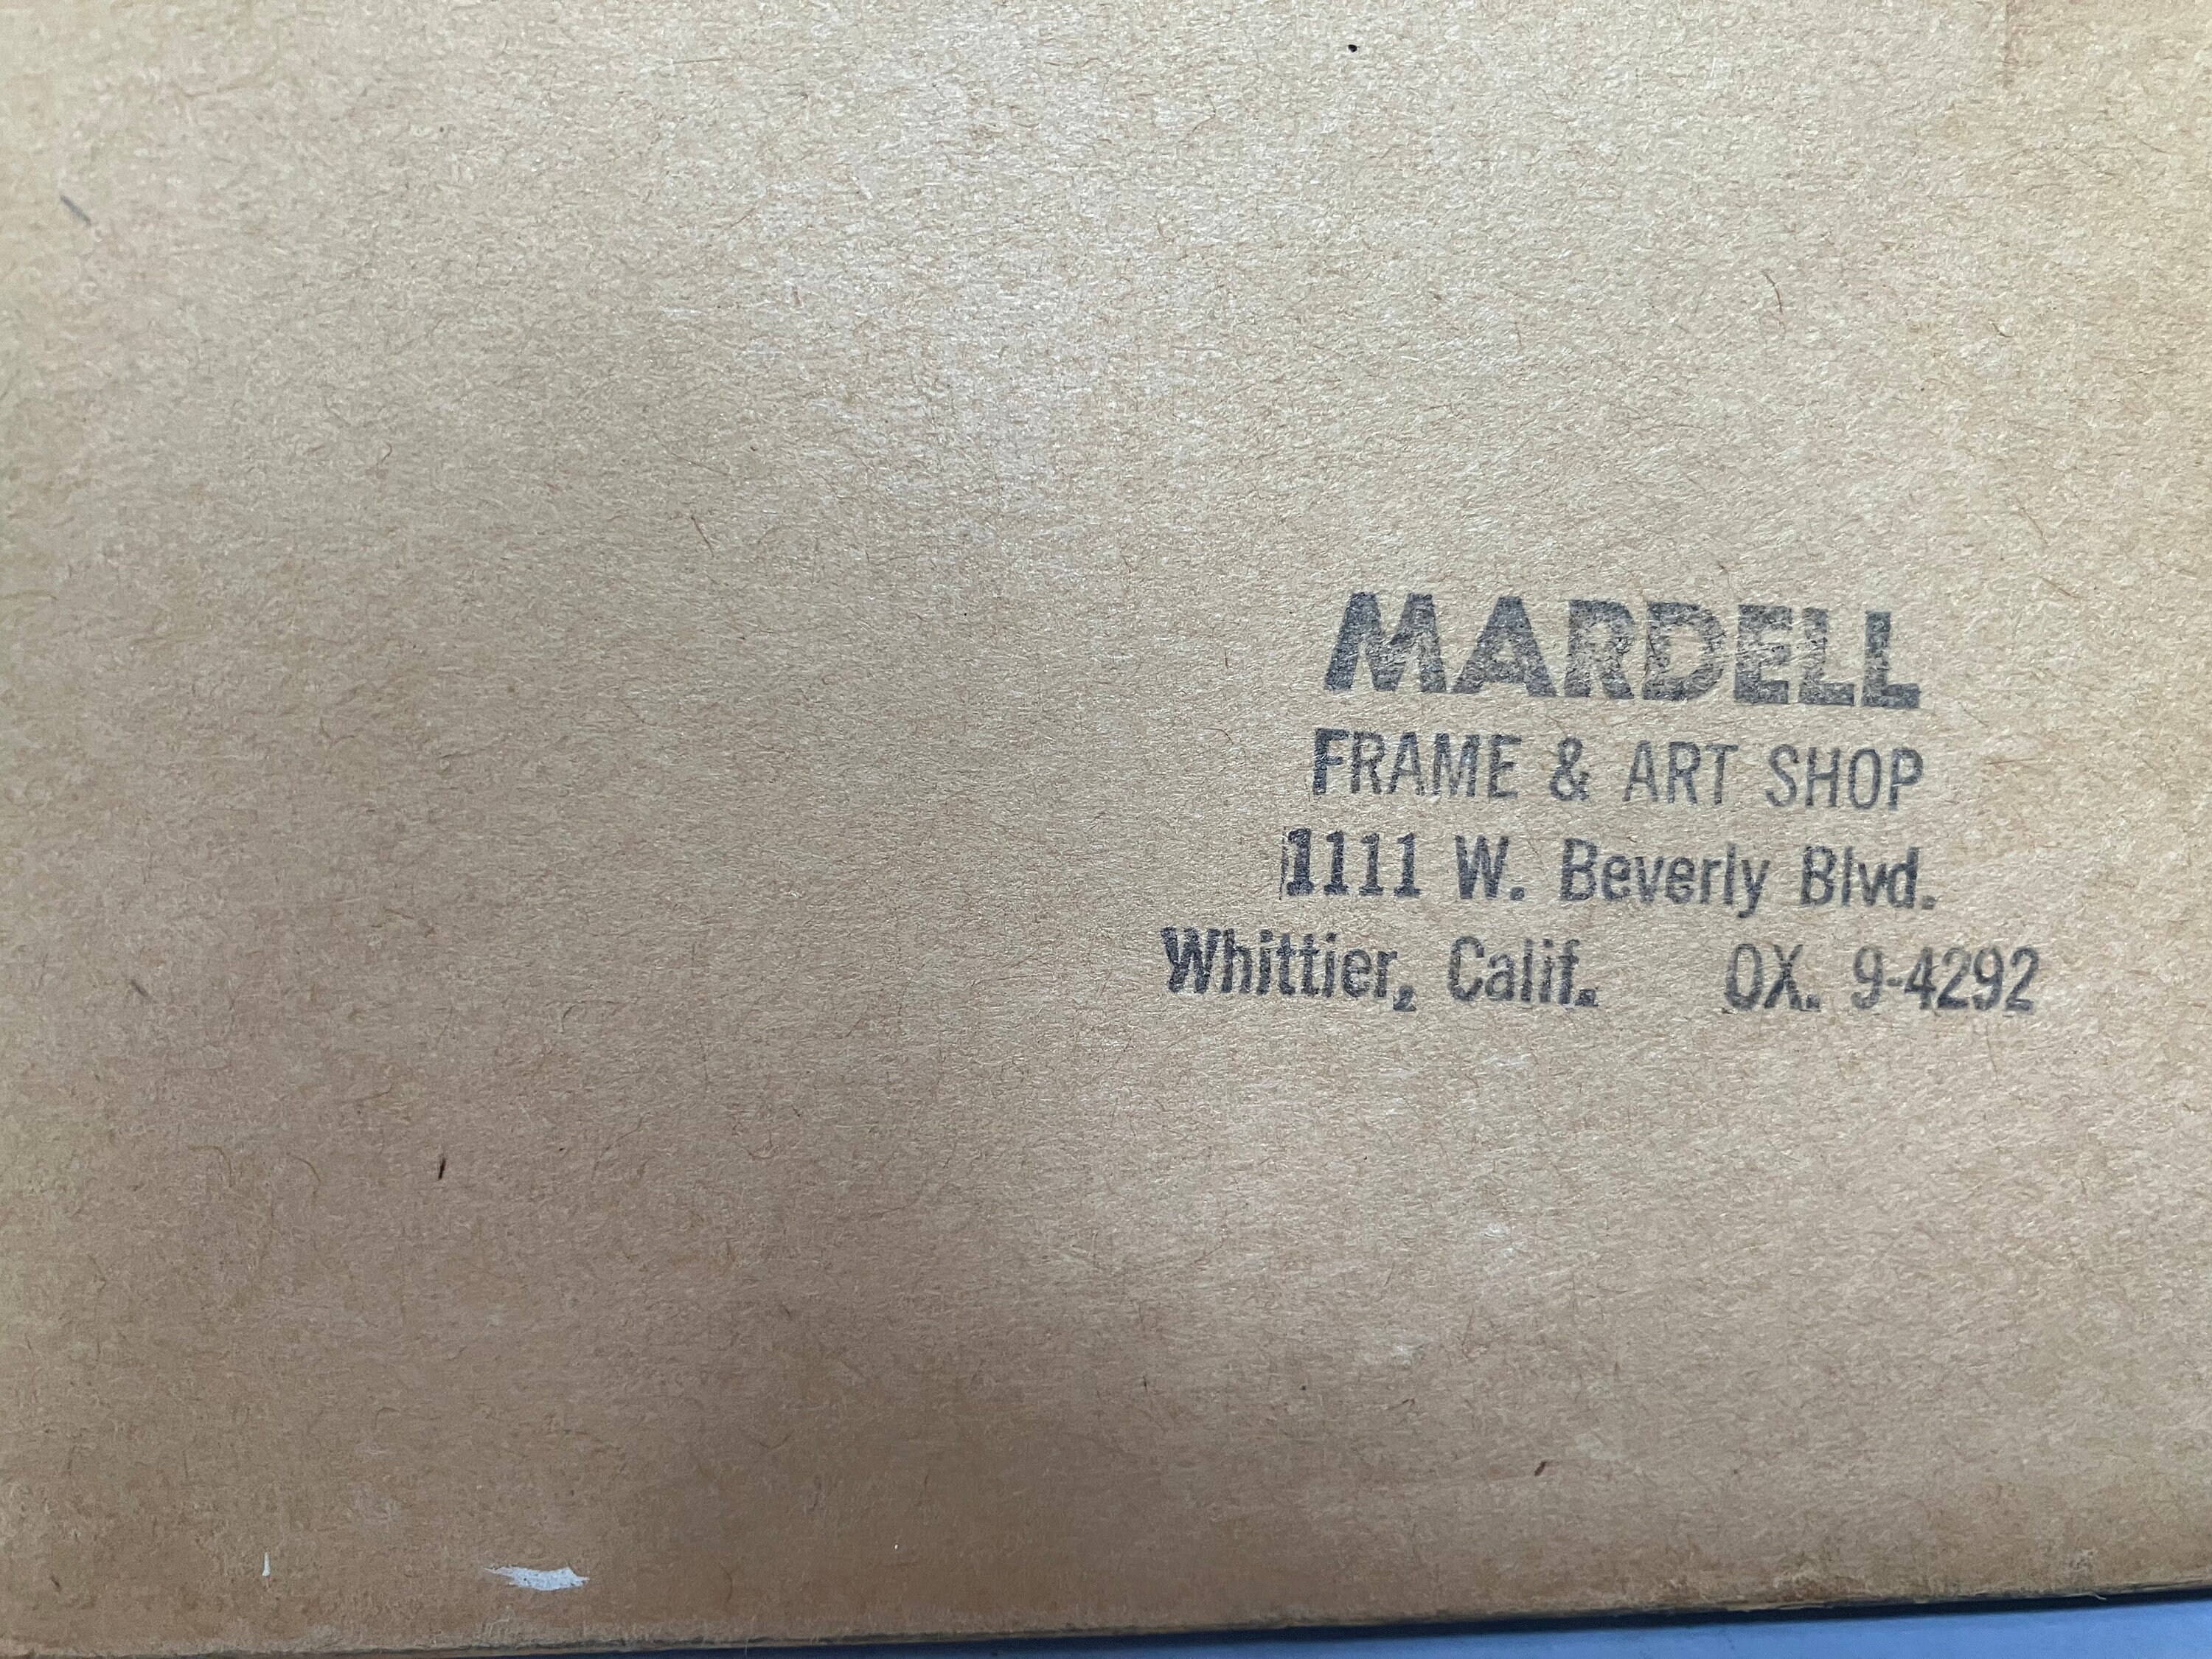 MARDELL
FRAME & ART SHOP
1111 W. Beverly Blvd.
Whittier, Calif. OX. 9-4292